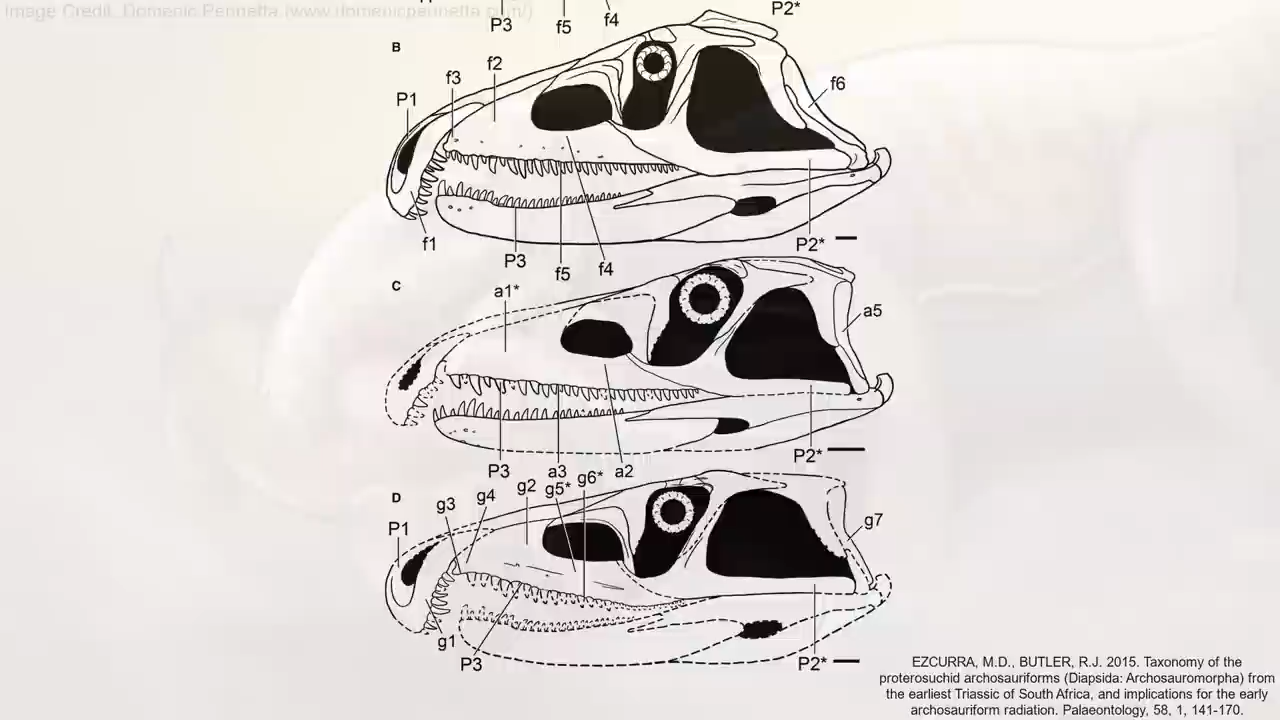 Image Credit: Domenic Pennetta (www.domenicpennetta.com/)
P3 f5 f4 P2*
B
f3 f2 f6
P1
f1 P3 f5 f4 P2*
C
a1* a5
P3 a3 a2 P2*
D
g3 g4 g2 g5* g6*
P1 g7
g1
P3 P2*
EZCURRA, M.D., BUTLER, R.J. 2015. Taxonomy of the
proterosuchid archosauriforms (Diapsida: Archosauromorpha) from
the earliest Triassic of South Africa, and implications for the early
archosauriform radiation. Palaeontology, 58, 1, 141-170.